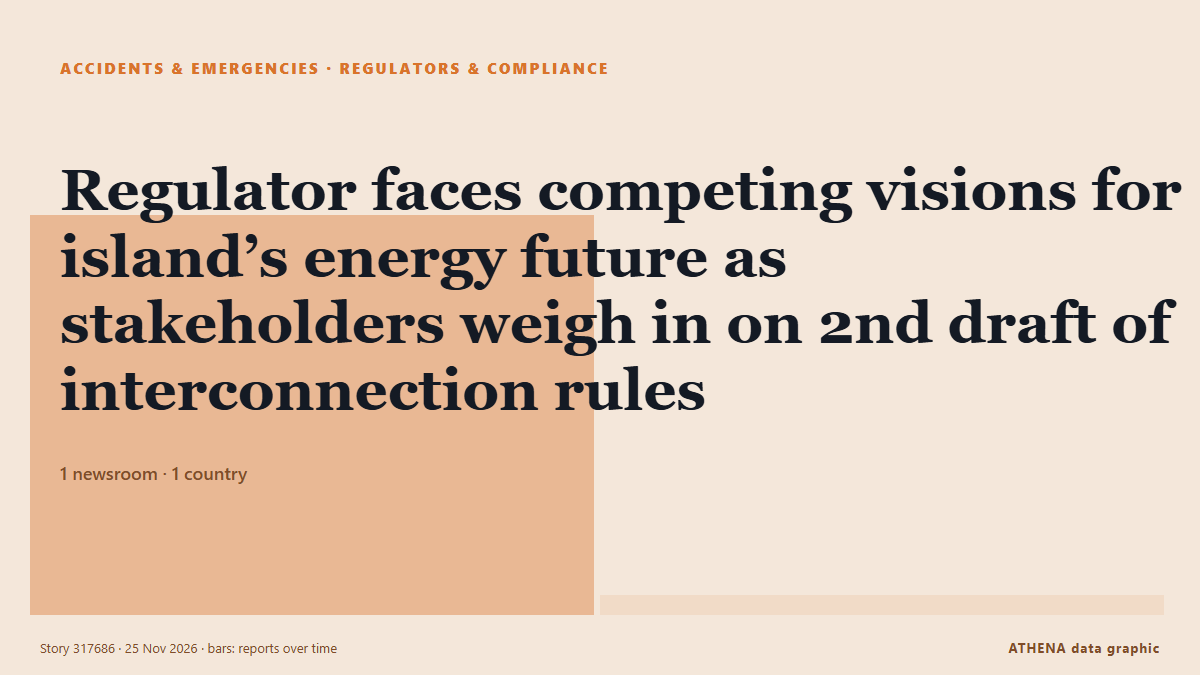 ACCIDENTS & EMERGENCIES · REGULATORS & COMPLIANCE
Regulator faces competing visions for
island’s energy future as
stakeholders weigh in on 2nd draft of
interconnection rules
1 newsroom · 1 country
Story 317686 · 25 Nov 2026 · bars: reports over time
ATHENA data graphic